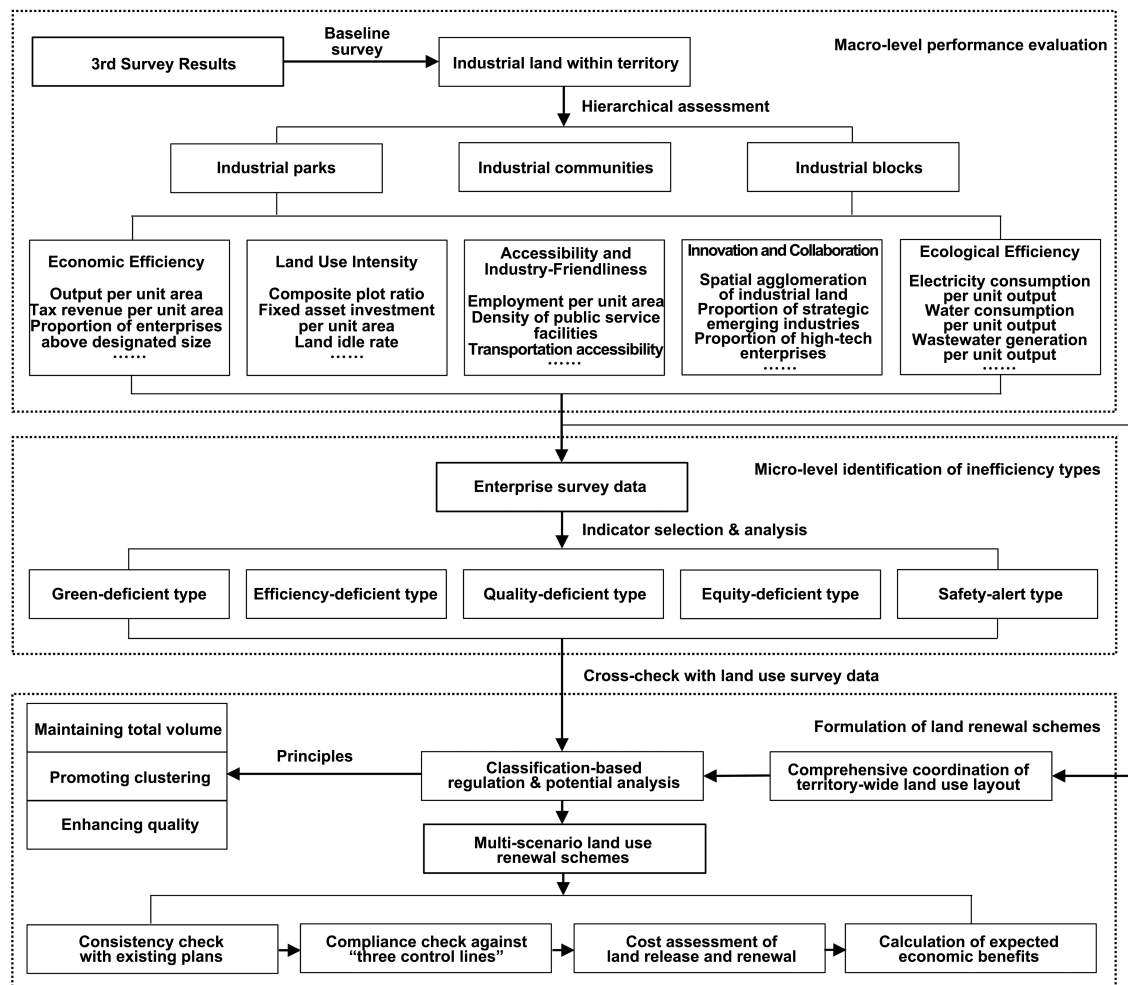 Macro-level performance evaluation
3rd Survey Results
Baseline
survey
Industrial land within territory
Hierarchical assessment
Industrial parks
Industrial communities
Industrial blocks
Economic Efficiency
Output per unit area
Tax revenue per unit area
Proportion of enterprises
above designated size
……
Land Use Intensity
Composite plot ratio
Fixed asset investment
per unit area
Land idle rate
……
Accessibility and
Industry-Friendliness
Employment per unit area
Density of public service
facilities
Transportation accessibility
……
Innovation and Collaboration
Spatial agglomeration
of industrial land
Proportion of strategic
emerging industries
Proportion of high-tech
enterprises
……
Ecological Efficiency
Electricity consumption
per unit output
Water consumption
per unit output
Wastewater generation
per unit output
……
Micro-level identification of inefficiency types
Enterprise survey data
Indicator selection & analysis
Green-deficient type
Efficiency-deficient type
Quality-deficient type
Equity-deficient type
Safety-alert type
Cross-check with land use survey data
Formulation of land renewal schemes
Maintaining total volume
Promoting clustering
Enhancing quality
Principles
Classification-based
regulation & potential analysis
Comprehensive coordination of
territory-wide land use layout
Multi-scenario land use
renewal schemes
Consistency check
with existing plans
Compliance check against
“three control lines”
Cost assessment of
land release and renewal
Calculation of expected
economic benefits